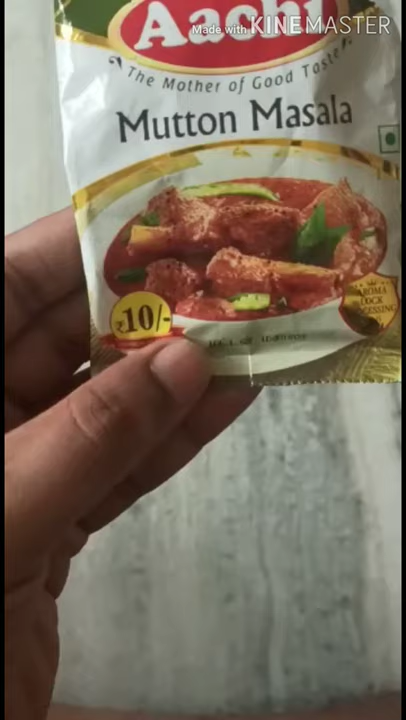 Aachi
Made with KINEMASTER
The Mother of Good Taste
Mutton Masala
AROMA
LOCK
PROCESSING
₹10/-